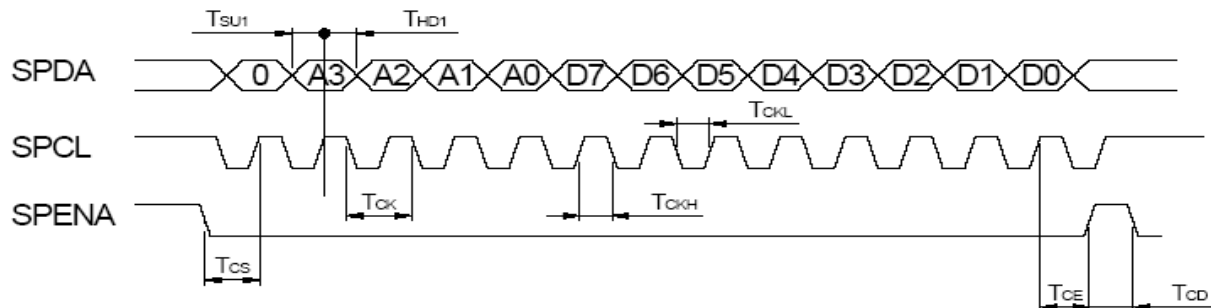 TSU1 THD1
SPDA 0 A3 A2 A1 A0 D7 D6 D5 D4 D3 D2 D1 D0
TCKL
SPCL
TCK TCKH
SPENA
TCS TCE TCD